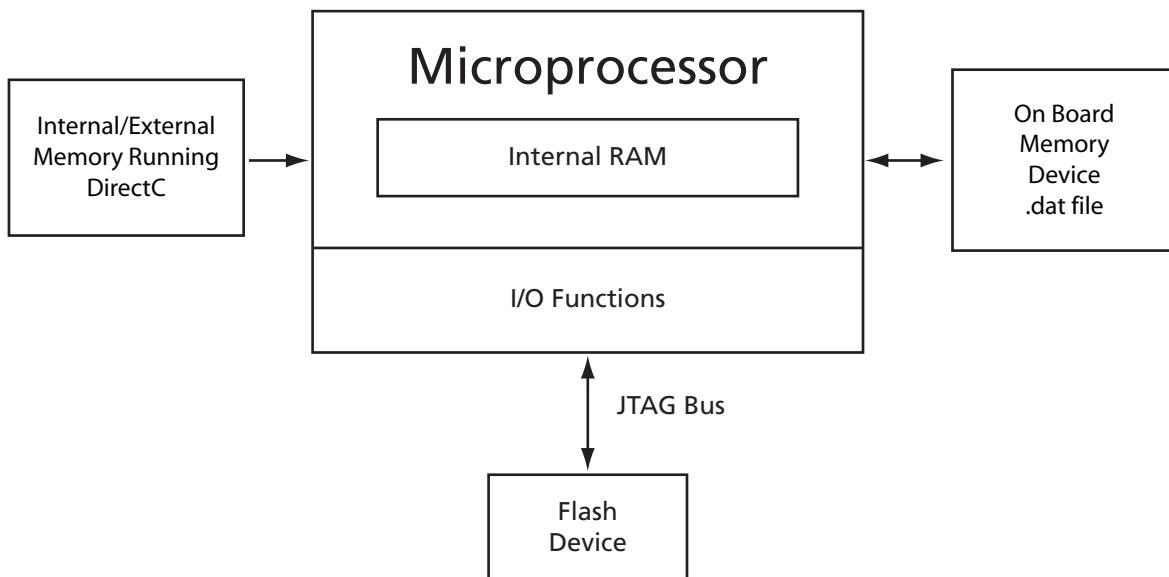 Microprocessor
Internal RAM
I/O Functions
Internal/External
Memory Running
DirectC
On Board
Memory
Device
.dat file
JTAG Bus
Flash
Device